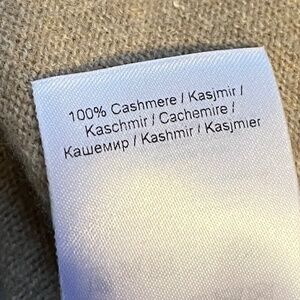 100% Cashmere / Kasjmir /
Kaschmir / Cachemire /
Кашемир / Kashmir / Kasjmier